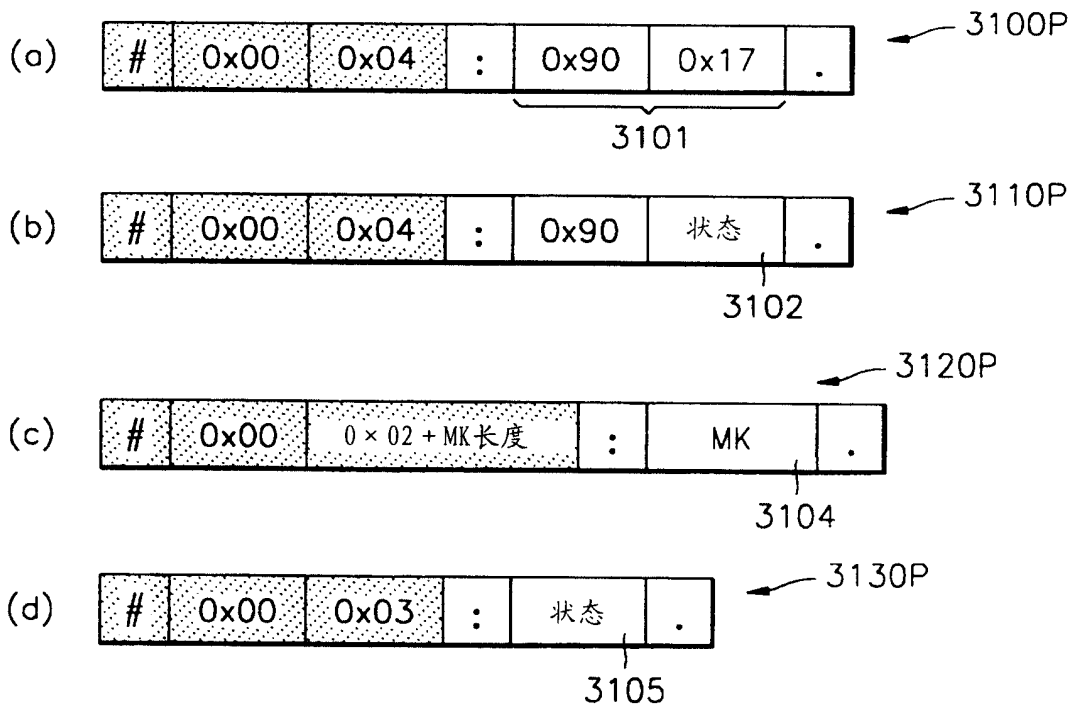 3100P
(a) # 0x00 0x04 : 0x90 0x17 .
3101
3110P
(b) # 0x00 0x04 : 0x90 状态 .
3102
3120P
(c) # 0x00 0×02+MK长度 : MK .
3104
3130P
(d) # 0x00 0x03 : 状态 .
3105